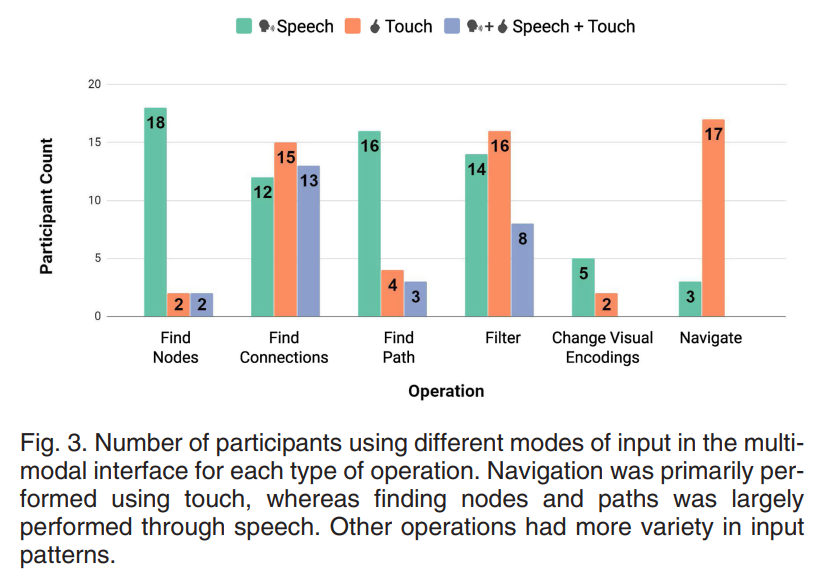 Speech Touch + Speech + Touch
20
15
10
5
0
Participant Count
18 2 2
12 15 13
16 4 3
14 16 8
5 2
3 17
Find Nodes
Find Connections
Find Path
Filter
Change Visual Encodings
Navigate
Operation
Fig. 3. Number of participants using different modes of input in the multi-
modal interface for each type of operation. Navigation was primarily per-
formed using touch, whereas finding nodes and paths was largely
performed through speech. Other operations had more variety in input
patterns.